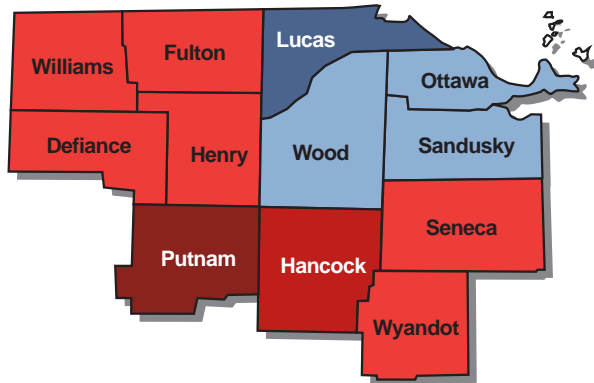 Lucas
Fulton
Williams
Ottawa
Defiance
Henry
Wood
Sandusky
Seneca
Putnam
Hancock
Wyandot